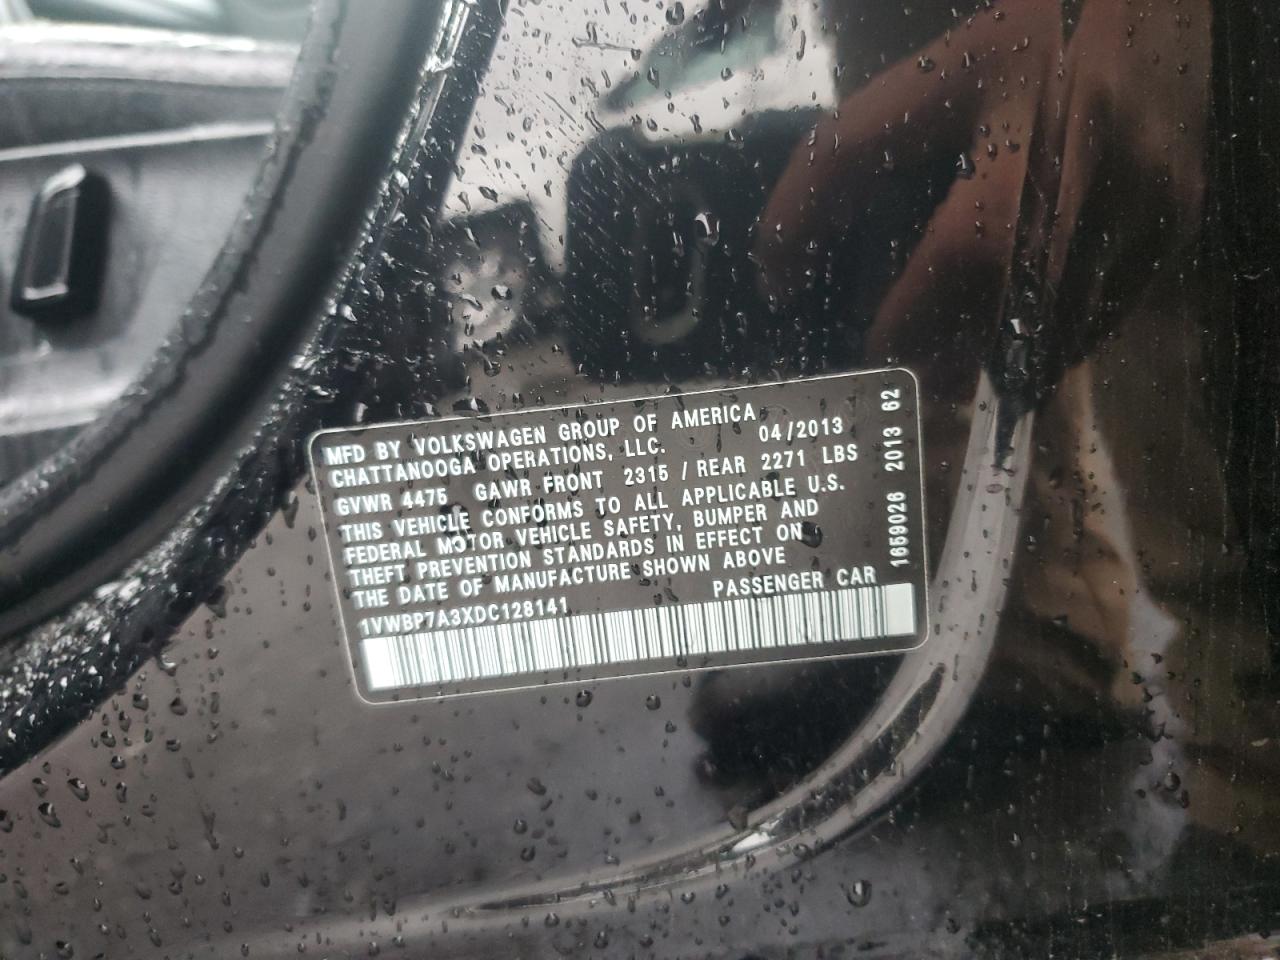 MFD BY VOLKSWAGEN GROUP OF AMERICA
CHATTANOOGA OPERATIONS, LLC. 04/2013
GVWR 4475 GAWR FRONT 2315 / REAR 2271 LBS
THIS VEHICLE CONFORMS TO ALL APPLICABLE U.S.
FEDERAL MOTOR VEHICLE SAFETY, BUMPER AND
THEFT PREVENTION STANDARDS IN EFFECT ON
THE DATE OF MANUFACTURE SHOWN ABOVE
1VWBP7A3XDC128141 PASSENGER CAR
1659026 2013 62